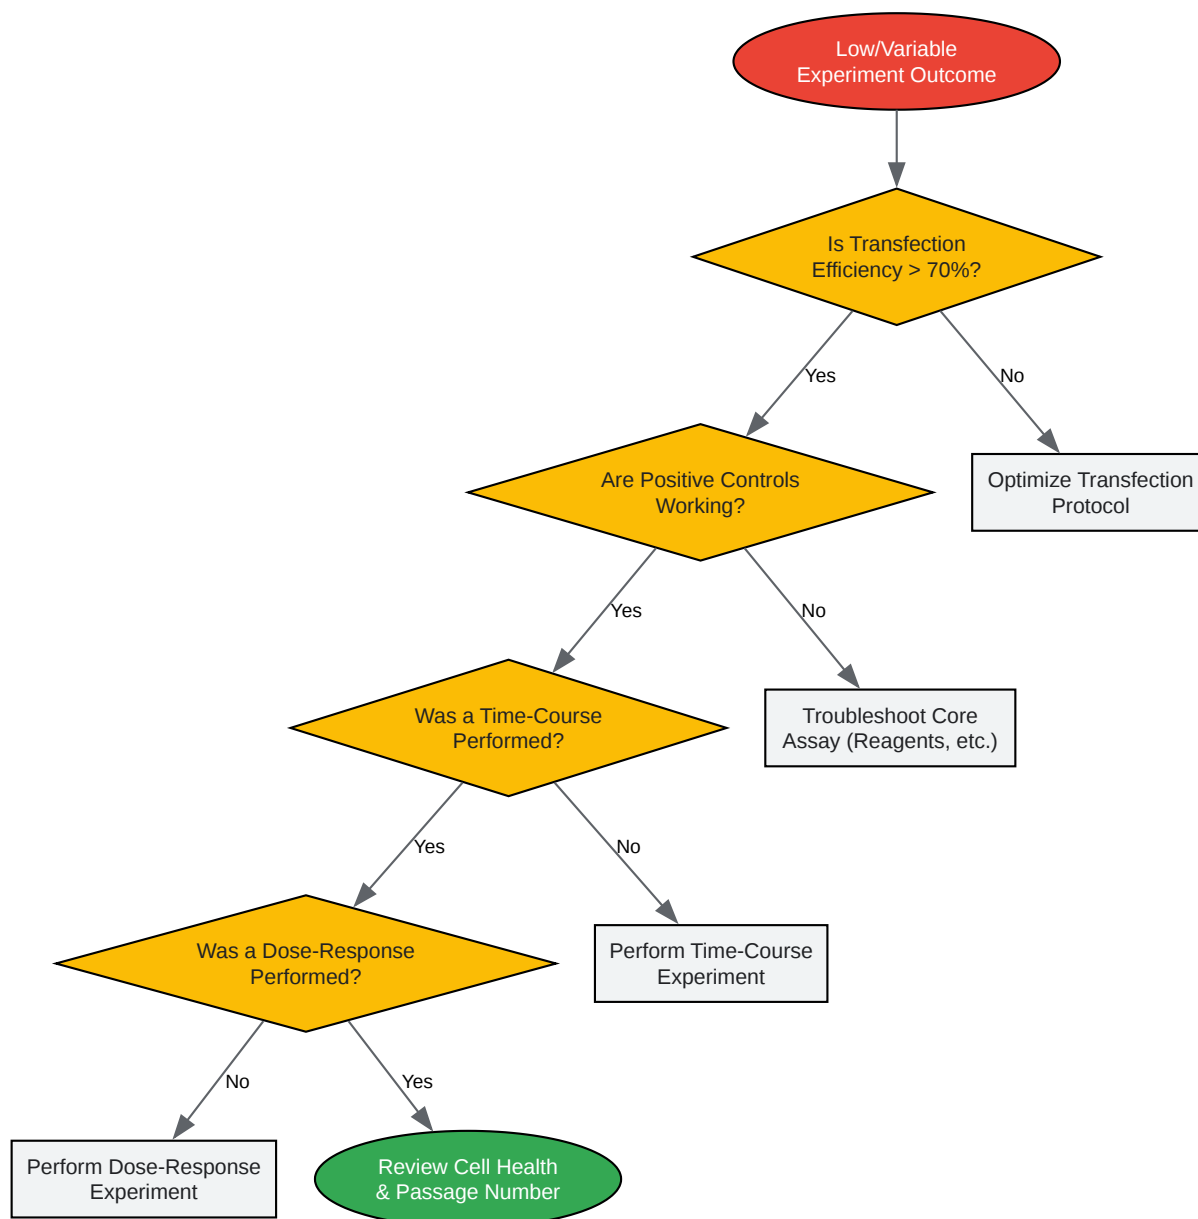 Low/Variable
Experiment Outcome
Is Transfection
Efficiency > 70%?
Yes
No
Are Positive Controls
Working?
Optimize Transfection
Protocol
Yes
No
Was a Time-Course
Performed?
Troubleshoot Core
Assay (Reagents, etc.)
Yes
No
Was a Dose-Response
Performed?
Perform Time-Course
Experiment
No
Yes
Perform Dose-Response
Experiment
Review Cell Health
& Passage Number